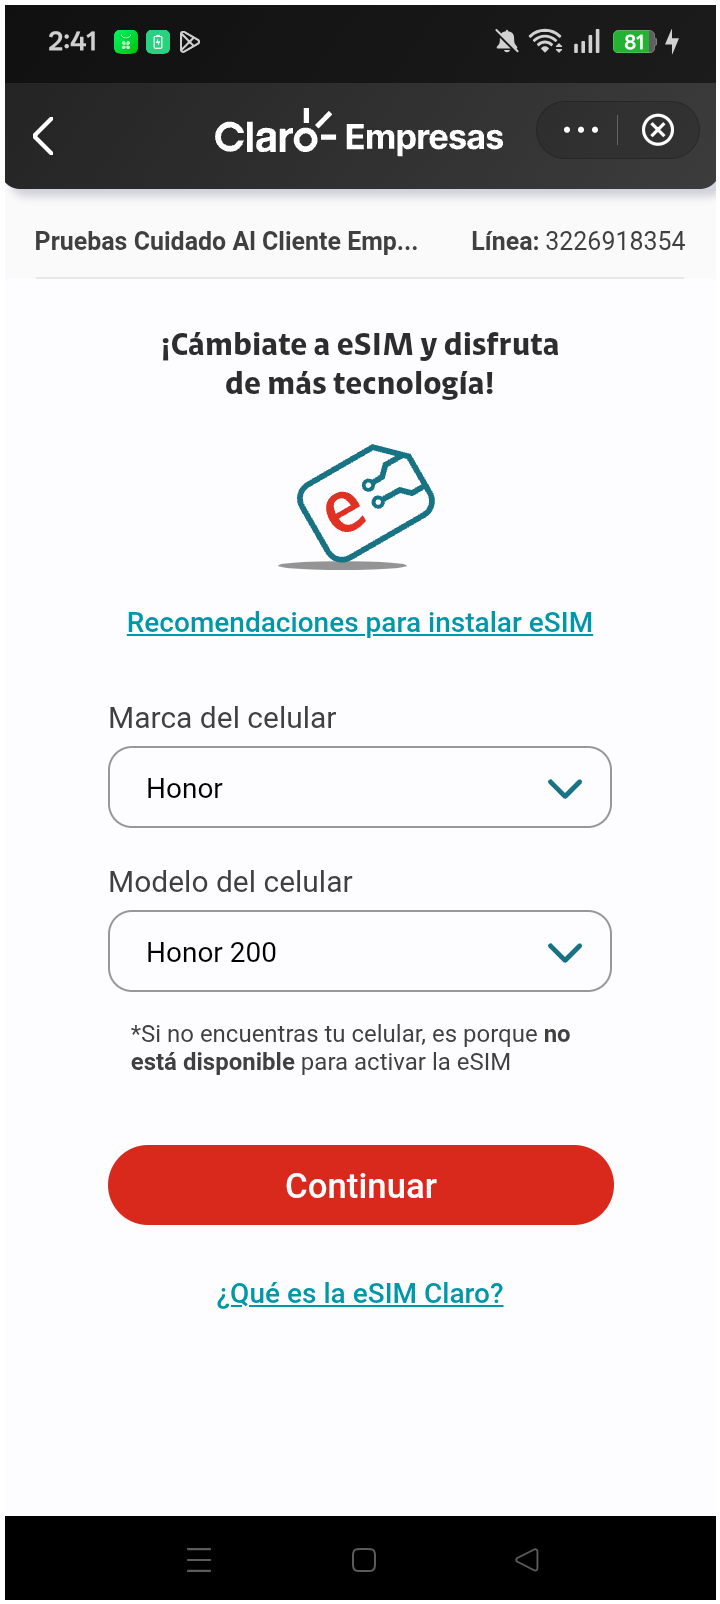 2:41
81
Claro Empresas
Pruebas Cuidado Al Cliente Emp... Línea: 3226918354
¡Cámbiate a eSIM y disfruta
de más tecnología!
e
Recomendaciones para instalar eSIM
Marca del celular
Honor
Modelo del celular
Honor 200
*Si no encuentras tu celular, es porque no
está disponible para activar la eSIM
Continuar
¿Qué es la eSIM Claro?